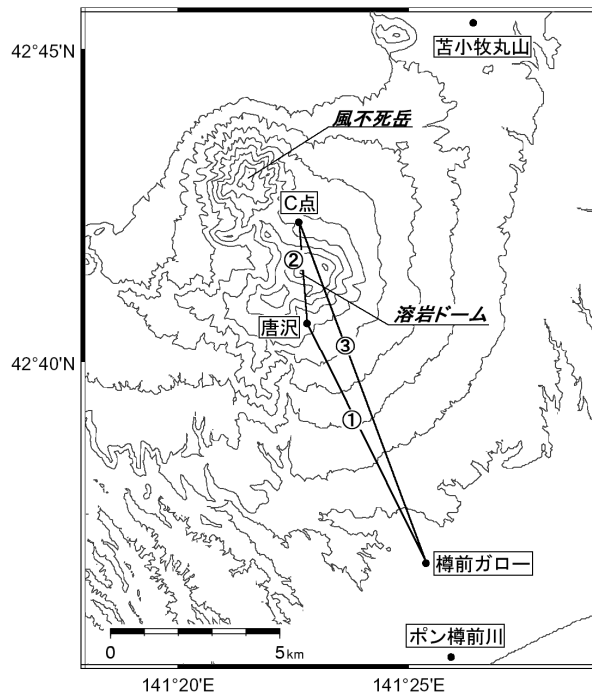 42°45'N
苫小牧丸山
風不死岳
C点
②
溶岩ドーム
唐沢
42°40'N
③
①
樽前ガロー
ポン樽前川
0
5km
141°20'E
141°25'E